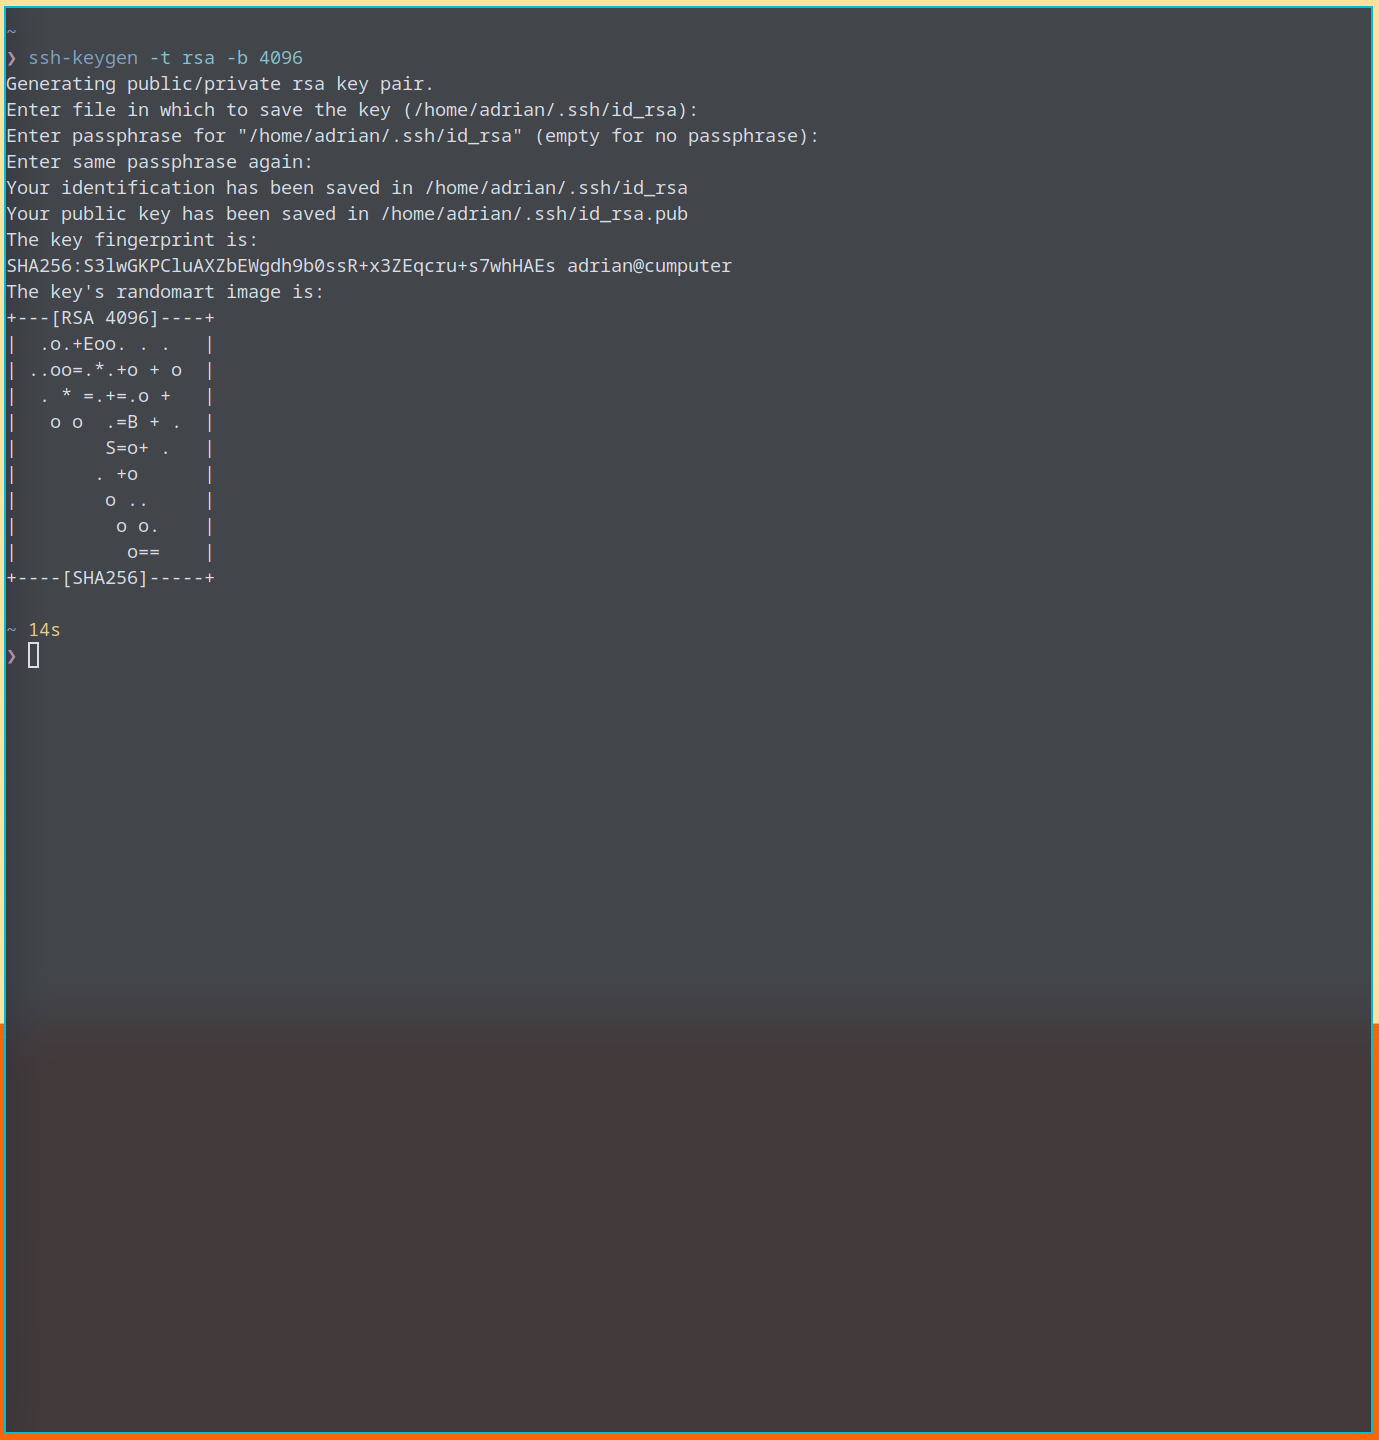 ~
❯ ssh-keygen -t rsa -b 4096
Generating public/private rsa key pair.
Enter file in which to save the key (/home/adrian/.ssh/id_rsa):
Enter passphrase for "/home/adrian/.ssh/id_rsa" (empty for no passphrase):
Enter same passphrase again:
Your identification has been saved in /home/adrian/.ssh/id_rsa
Your public key has been saved in /home/adrian/.ssh/id_rsa.pub
The key fingerprint is:
SHA256:S3lwGKPCluAXZbEWgdh9b0ssR+x3ZEqcru+s7whHAEs adrian@cumputer
The key's randomart image is:
+---[RSA 4096]----+
|  .o.+Eoo. . .   |
| ..oo=.*.+o + o  |
|  . * =.+=.o +   |
|   o o  .=B + .  |
|        S=o+ .   |
|       . +o      |
|        o ..     |
|         o o.    |
|          o==    |
+----[SHA256]-----+
~ 14s
❯